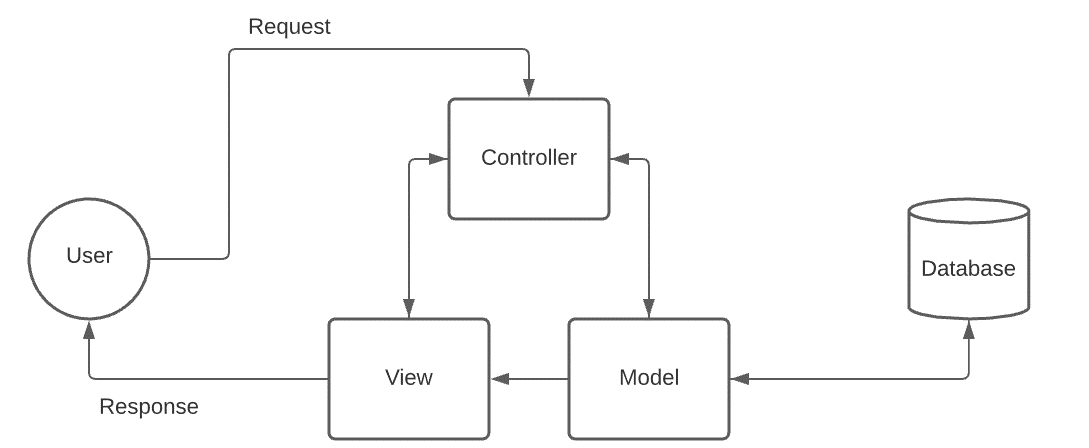 Request
Controller
User
Database
View
Model
Response